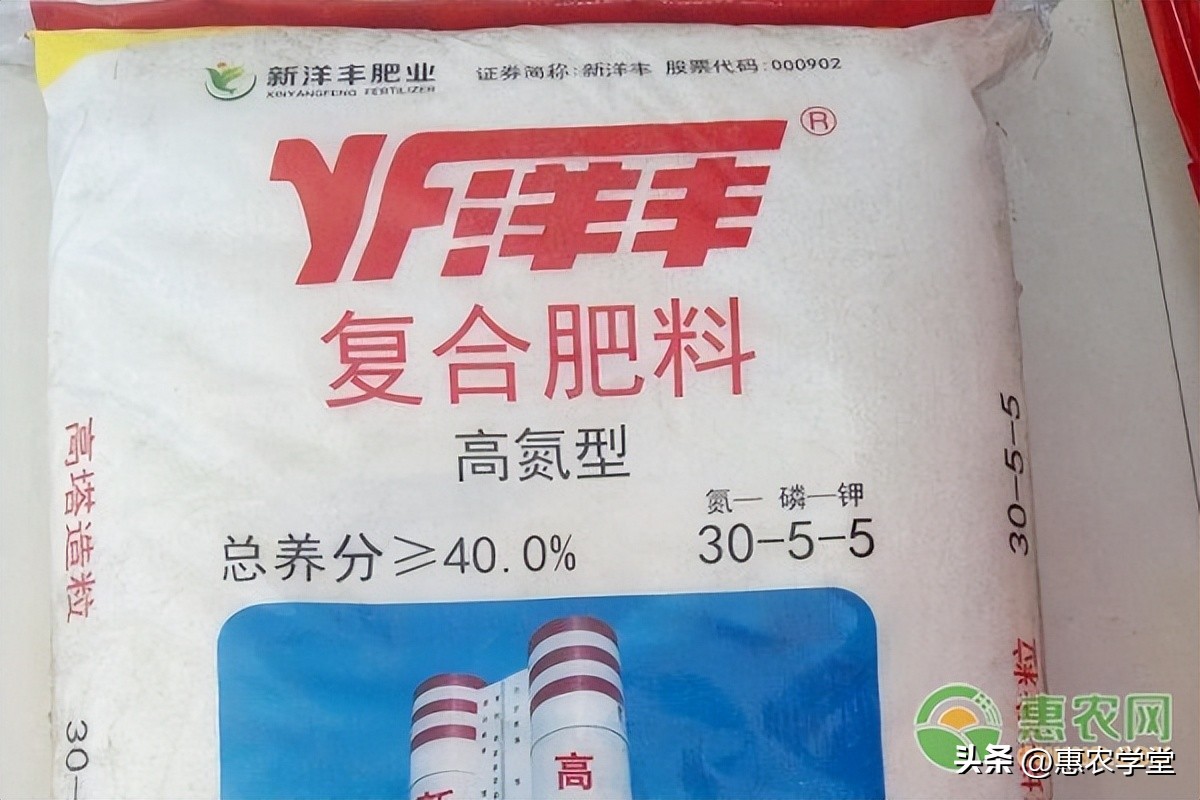 新洋丰肥业
XINYANGFENG FERTILIZER
证券简称:新洋丰 股票代码:000902
YF洋丰®
复合肥料
高氮型
氮—磷—钾
总养分≥40.0%
30-5-5
高塔造粒
30-
30-5-5
粒
高
新
惠农网
头条 @惠农学堂